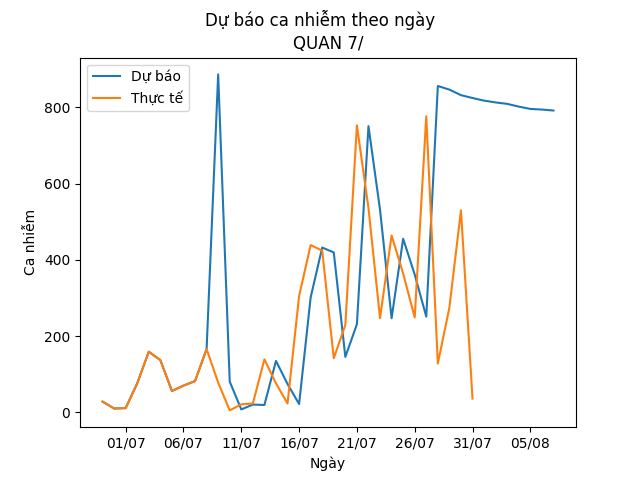 Dự báo ca nhiễm theo ngày
QUAN 7/
Dự báo
Thực tế
Ca nhiễm
800
600
400
200
0
01/07 06/07 11/07 16/07 21/07 26/07 31/07 05/08
Ngày